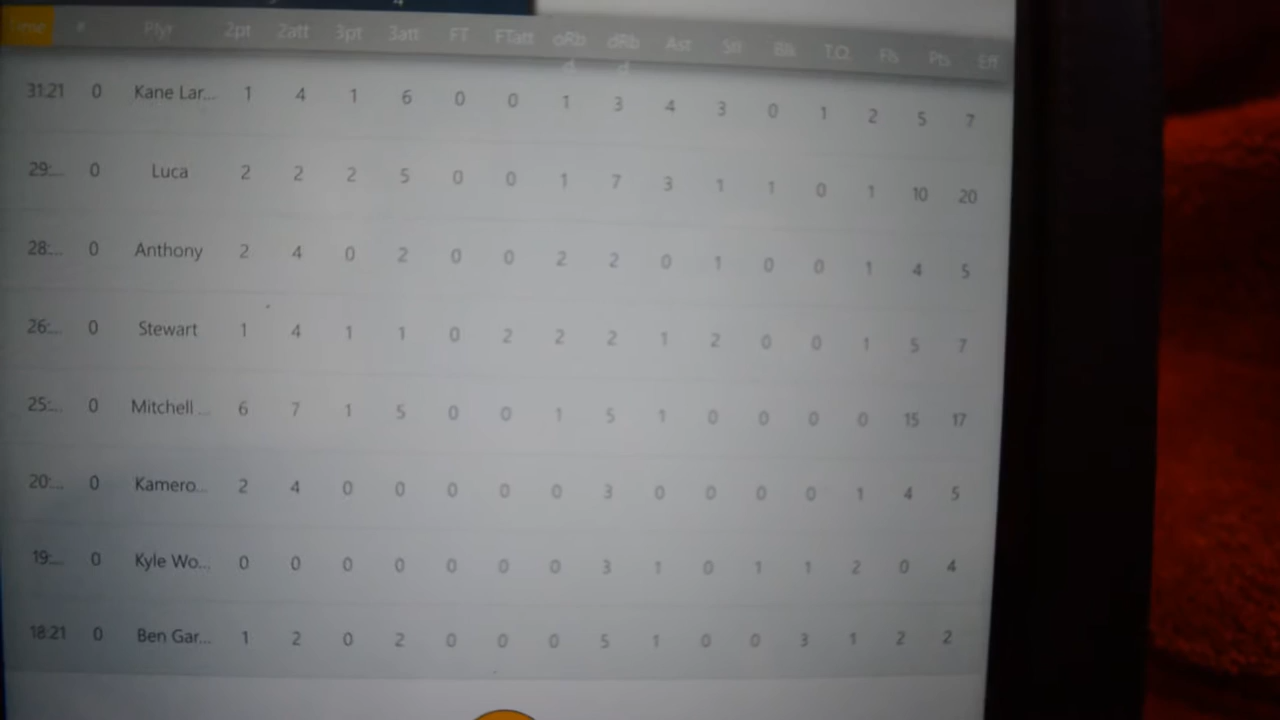 Time # Plyr 2pt 2att 3pt 3att FT FTatt oRb dRb Ast Stl Blk T.O. Fls Pts Eff
d d
31:21 0 Kane Lar... 1 4 1 6 0 0 1 3 4 3 0 1 2 5 7
29:... 0 Luca 2 2 2 5 0 0 1 7 3 1 1 0 1 10 20
28:... 0 Anthony 2 4 0 2 0 0 2 2 0 1 0 0 1 4 5
26:... 0 Stewart 1 4 1 1 0 2 2 2 1 2 0 0 1 5 7
25:... 0 Mitchell ... 6 7 1 5 0 0 1 5 1 0 0 0 0 15 17
20:... 0 Kamero... 2 4 0 0 0 0 0 3 0 0 0 0 1 4 5
19:... 0 Kyle Wo... 0 0 0 0 0 0 0 3 1 0 1 1 2 0 4
18:21 0 Ben Gar... 1 2 0 2 0 0 0 5 1 0 0 3 1 2 2